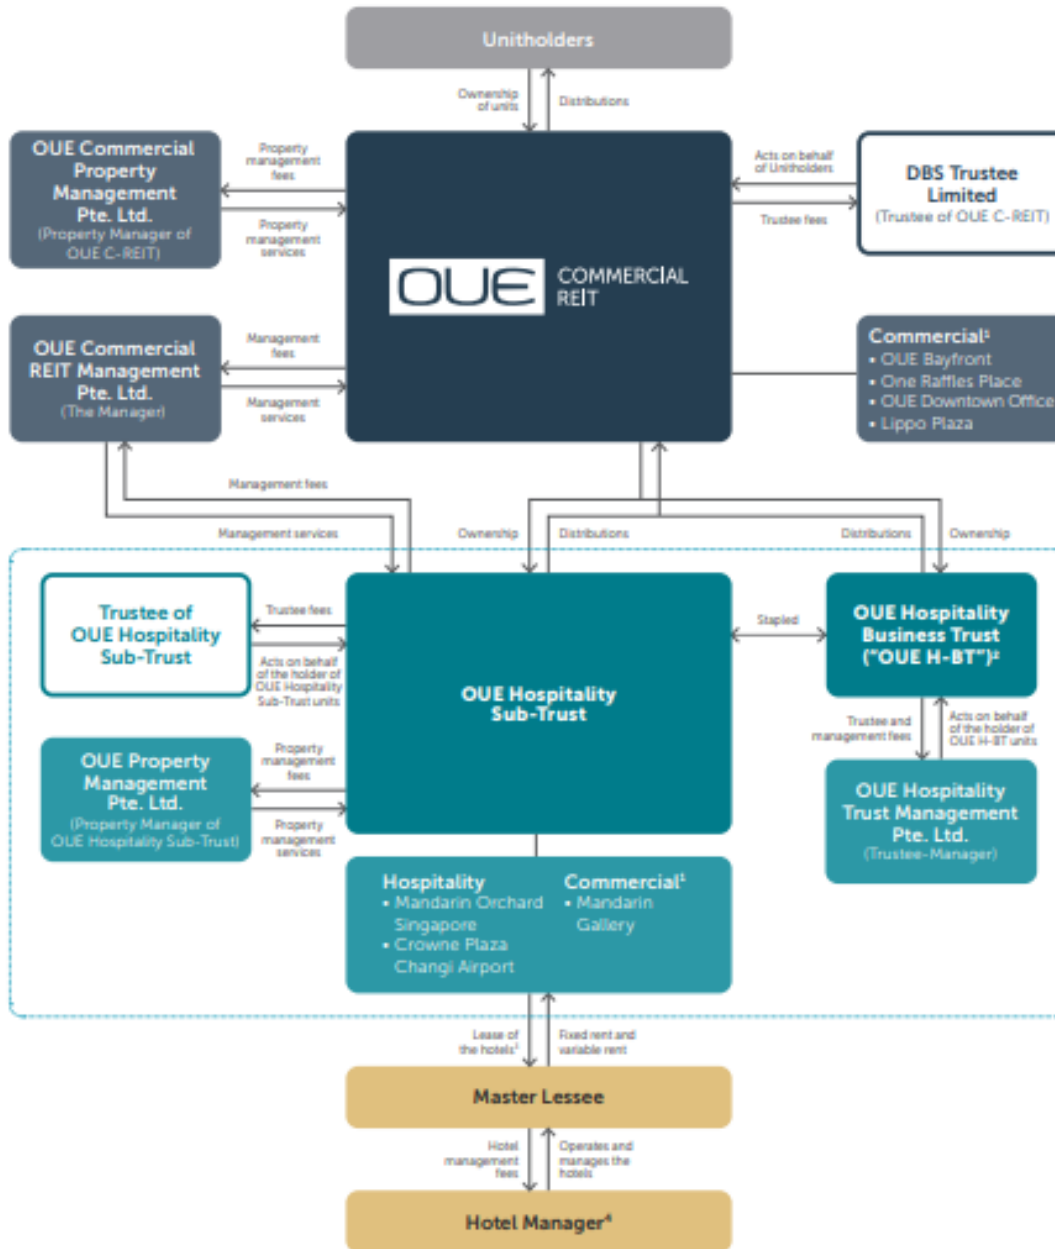 Unitholders
Ownership
of units
Distributions
OUE Commercial
Property
Management
Pte. Ltd.
(Property Manager of
OUE C-REIT)
Property
management
fees
Property
management
services
OUE COMMERCIAL
REIT
Acts on behalf
of Unitholders
Trustee fees
DBS Trustee
Limited
(Trustee of OUE C-REIT)
OUE Commercial
REIT Management
Pte. Ltd.
(The Manager)
Management
fees
Management
services
Commercial¹
• OUE Bayfront
• One Raffles Place
• OUE Downtown Office
• Lippo Plaza
Management fees
Management services
Ownership
Distributions
Distributions
Ownership
Trustee of
OUE Hospitality
Sub-Trust
Trustee fees
Acts on behalf
of the holder of
OUE Hospitality
Sub-Trust units
OUE Hospitality
Sub-Trust
Stapled
OUE Hospitality
Business Trust
("OUE H-BT")²
OUE Property
Management
Pte. Ltd.
(Property Manager of
OUE Hospitality Sub-Trust)
Property
management
fees
Property
management
services
Trustee and
management fees
Acts on behalf
of the holder of
OUE H-BT units
OUE Hospitality
Trust Management
Pte. Ltd.
(Trustee-Manager)
Hospitality
• Mandarin Orchard
Singapore
• Crowne Plaza
Changi Airport
Commercial¹
• Mandarin
Gallery
Lease of
the hotels³
Fixed rent and
variable rent
Master Lessee
Hotel
management
fees
Operates and
manages the
hotels
Hotel Manager⁴